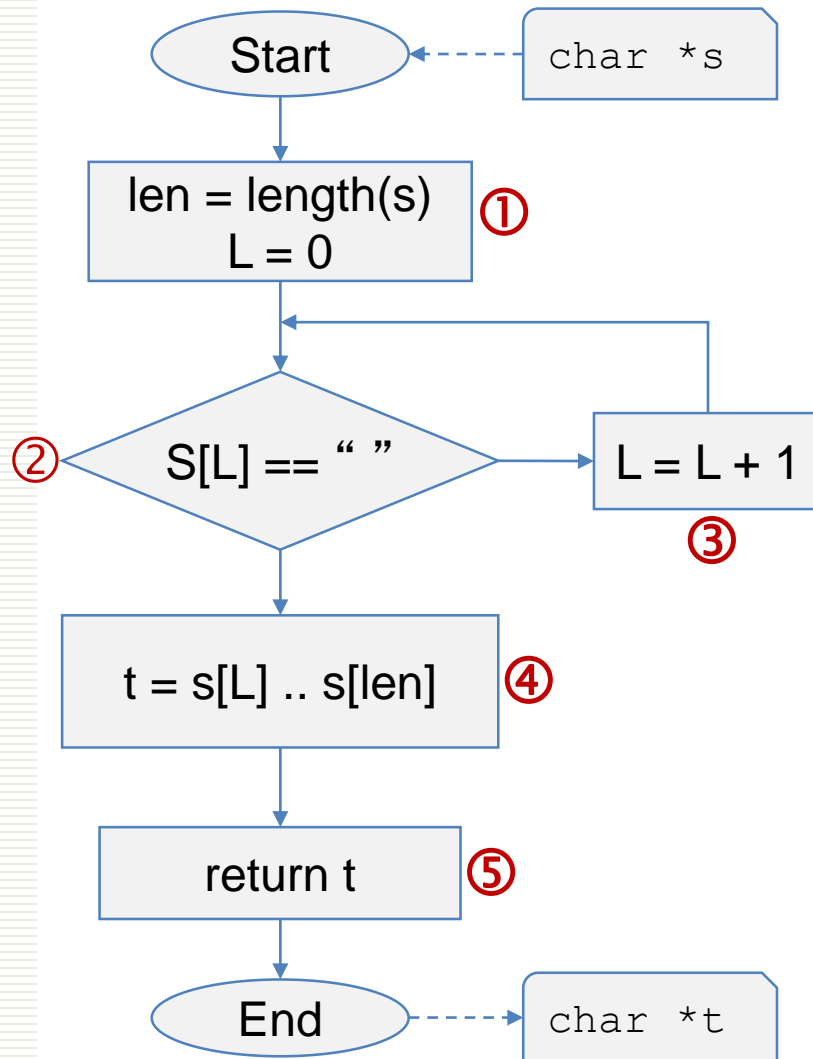 Start
char *s
len = length(s)
L = 0
①
②
S[L] == “ ”
L = L + 1
③
t = s[L] .. s[len]
④
return t
⑤
End
char *t